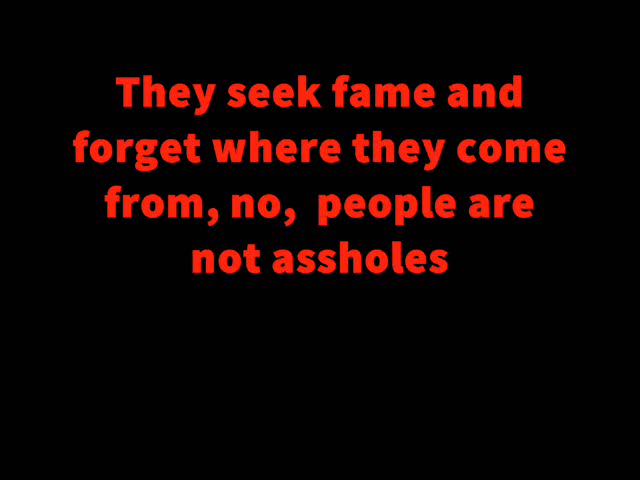 They seek fame and
forget where they come
from, no,  people are
not assholes